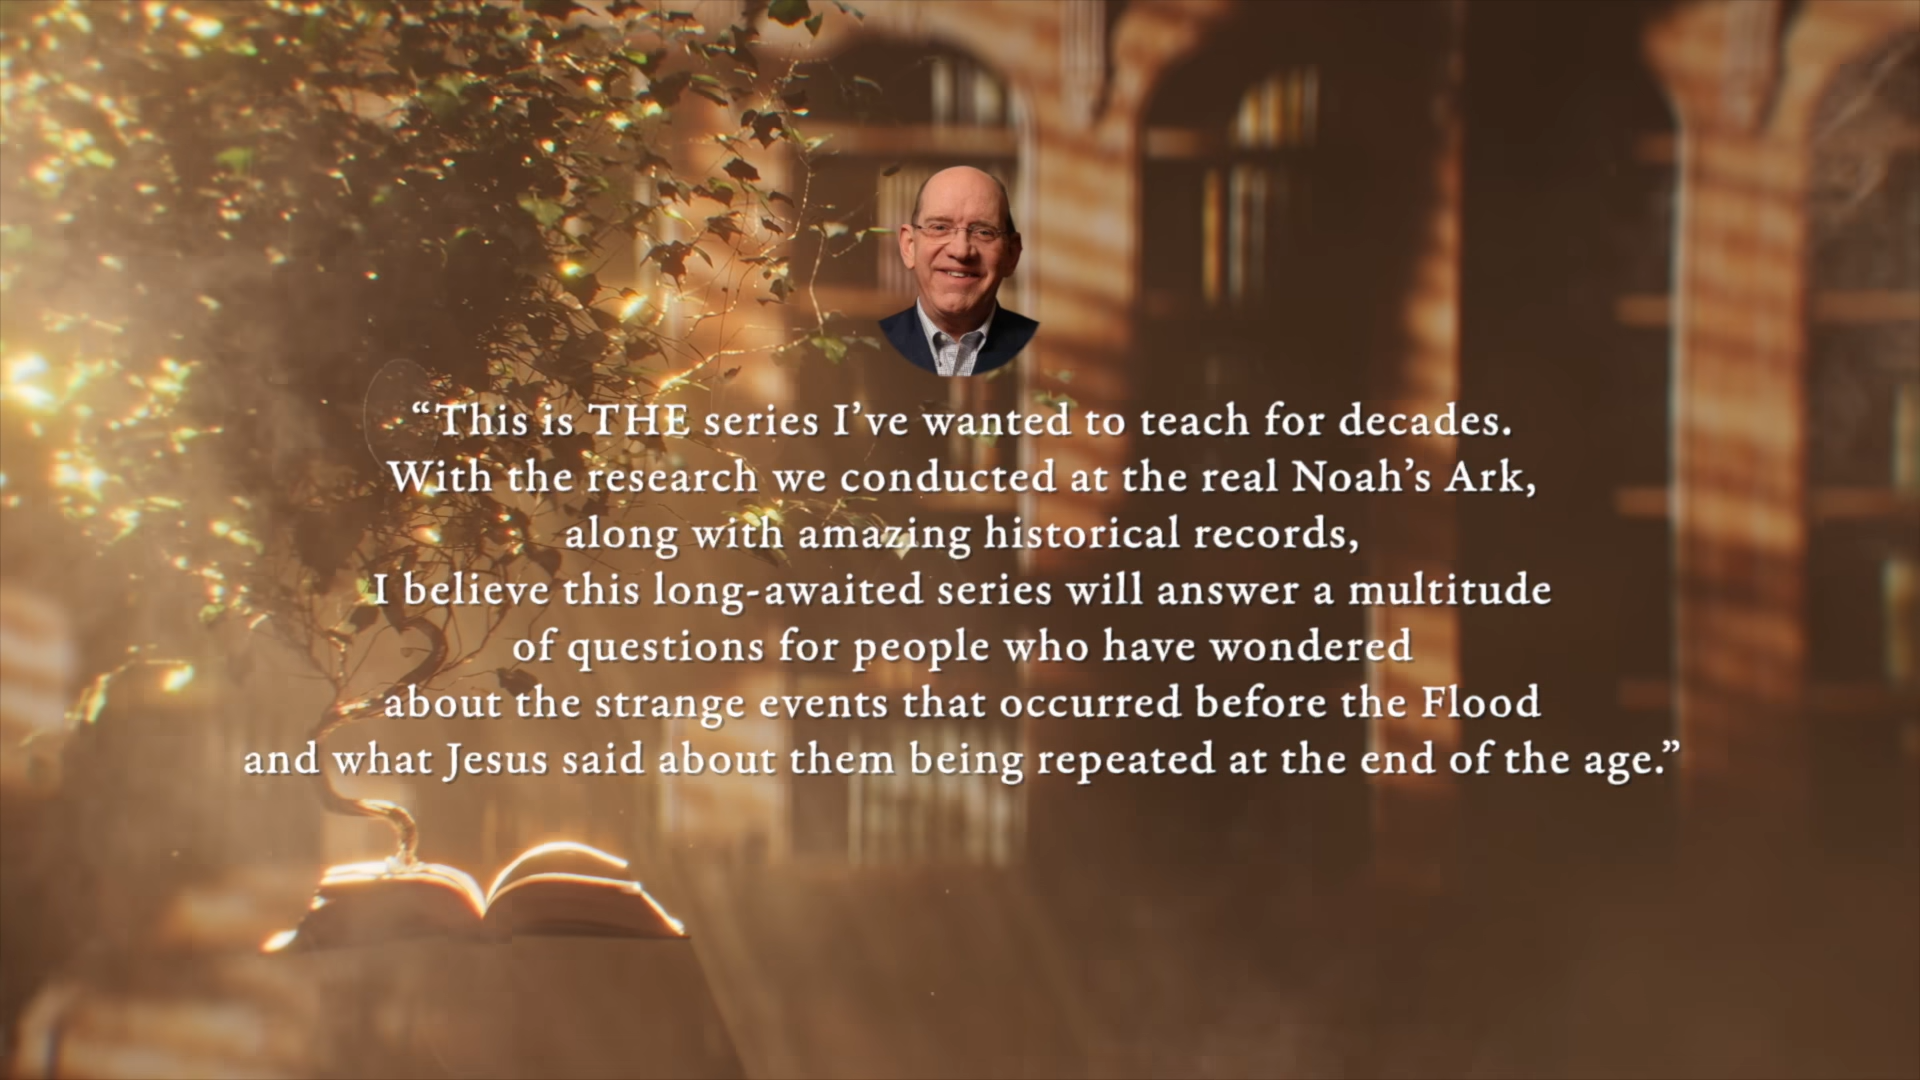 “This is THE series I’ve wanted to teach for decades.
With the research we conducted at the real Noah’s Ark,
along with amazing historical records,
I believe this long-awaited series will answer a multitude
of questions for people who have wondered
about the strange events that occurred before the Flood
and what Jesus said about them being repeated at the end of the age.”